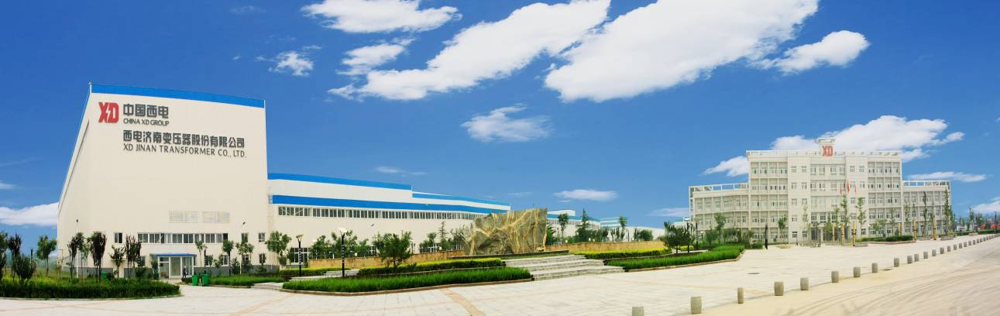 XD 中国西电
CHINA XD GROUP
西电济南变压器股份有限公司
XD JINAN TRANSFORMER CO., LTD.
XD